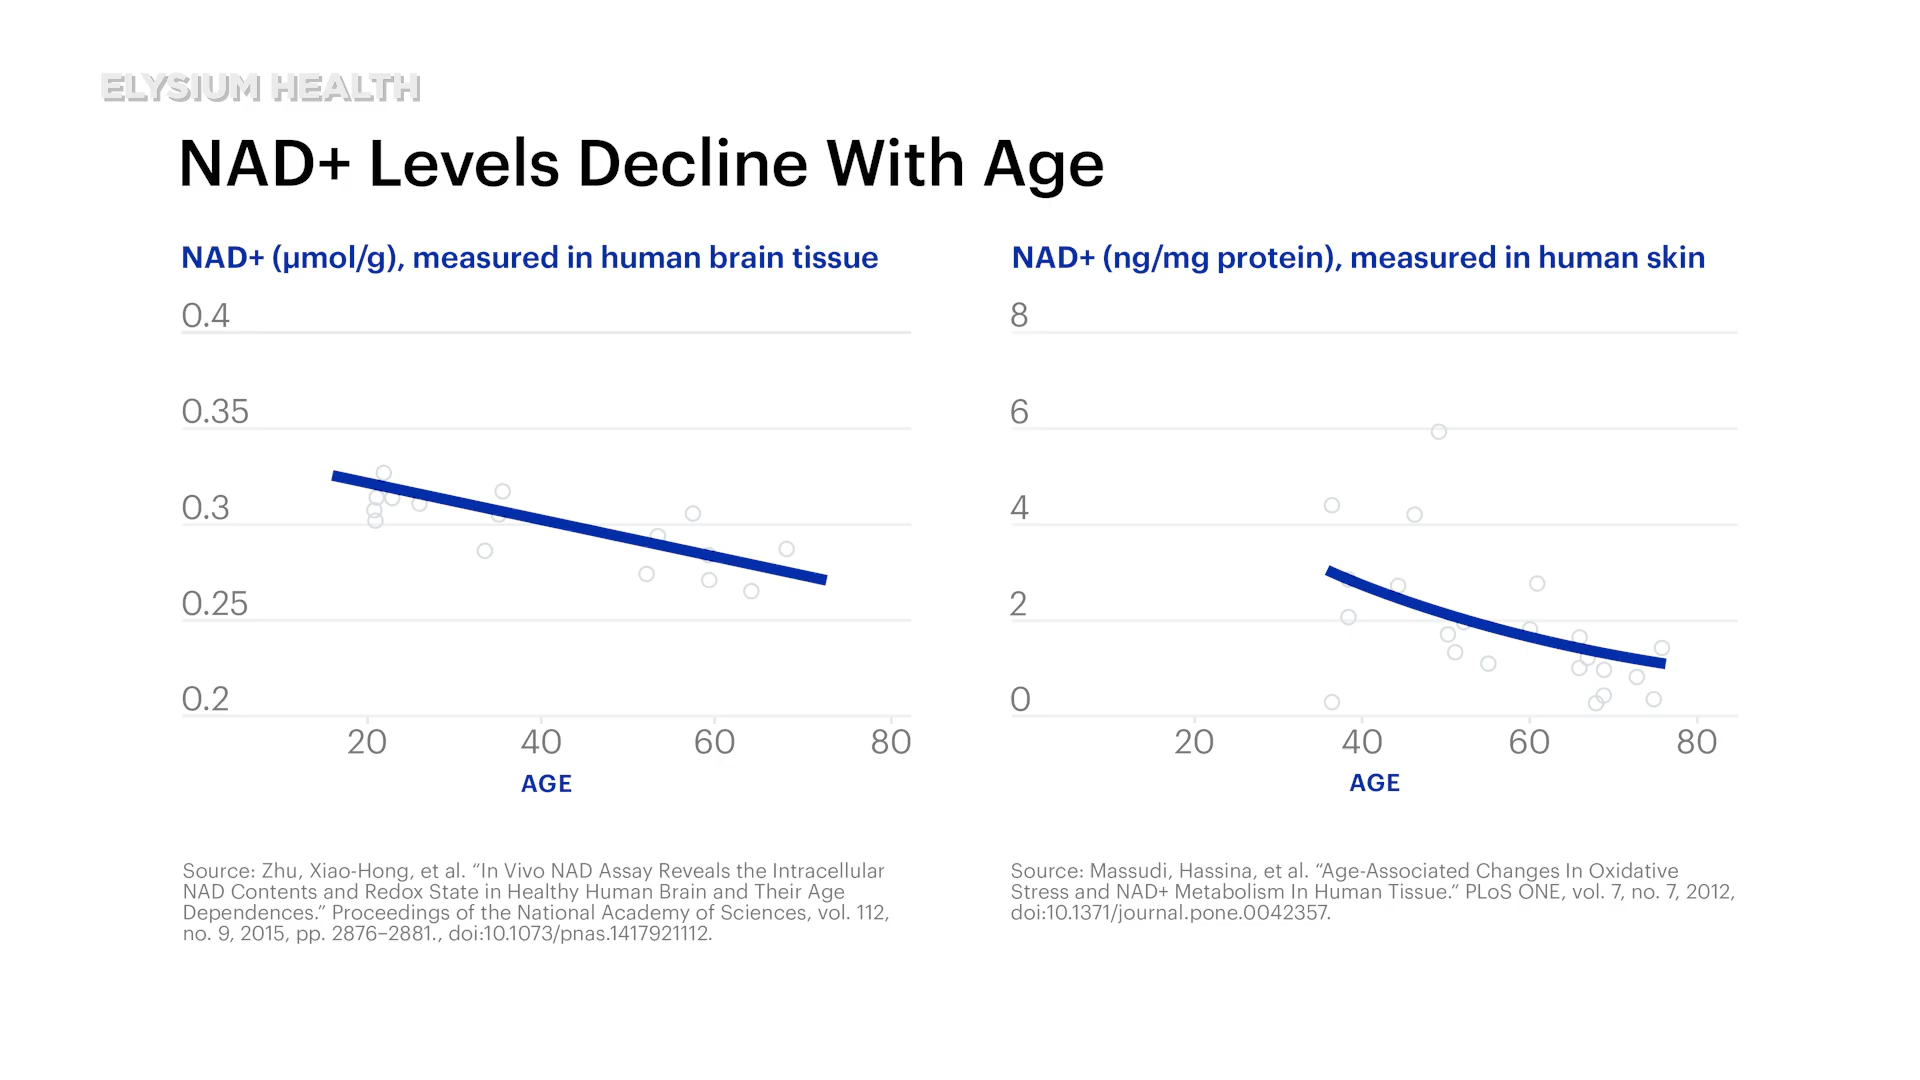 ELYSIUM HEALTH
NAD+ Levels Decline With Age
NAD+ (μmol/g), measured in human brain tissue
0.4
0.35
0.3
0.25
0.2
20 40 60 80
AGE
Source: Zhu, Xiao-Hong, et al. “In Vivo NAD Assay Reveals the Intracellular
NAD Contents and Redox State in Healthy Human Brain and Their Age
Dependences.” Proceedings of the National Academy of Sciences, vol. 112,
no. 9, 2015, pp. 2876–2881., doi:10.1073/pnas.1417921112.
NAD+ (ng/mg protein), measured in human skin
8
6
4
2
0
20 40 60 80
AGE
Source: Massudi, Hassina, et al. “Age-Associated Changes In Oxidative
Stress and NAD+ Metabolism In Human Tissue.” PLoS ONE, vol. 7, no. 7, 2012,
doi:10.1371/journal.pone.0042357.